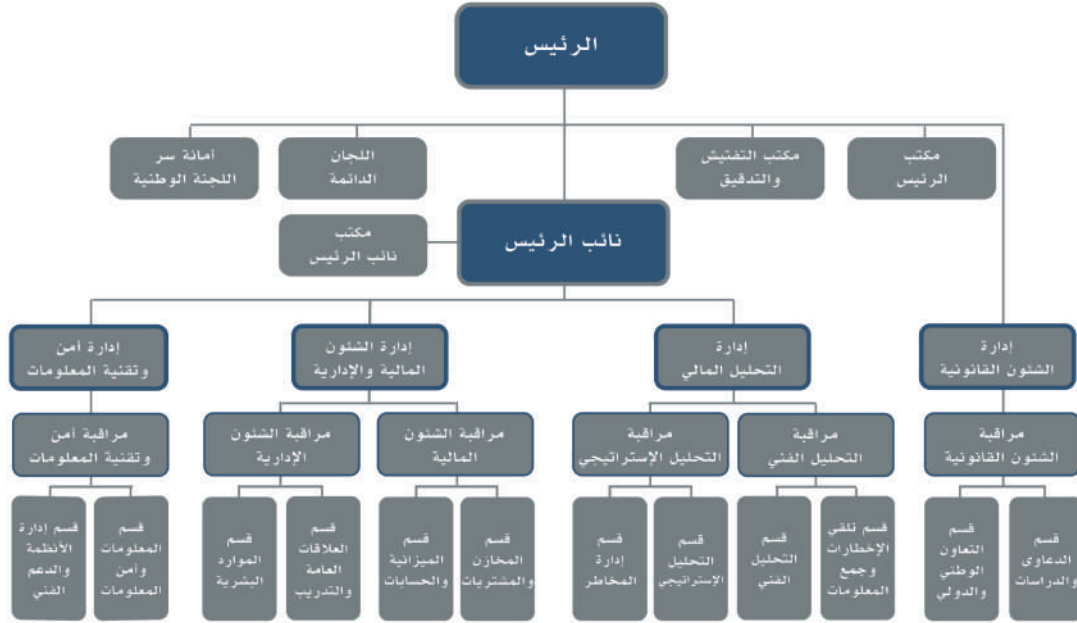 الرئيس
مكتب
الرئيس
مكتب التفتيش
والتدقيق
اللجان
الدائمة
أمانة سر
اللجنة الوطنية
نائب الرئيس
مكتب
نائب الرئيس
إدارة
الشئون القانونية
إدارة
التحليل المالي
إدارة الشئون
المالية والإدارية
إدارة أمن
وتقنية المعلومات
مراقبة
الشئون القانونية
مراقبة
التحليل الفني
مراقبة
التحليل الإستراتيجي
مراقبة الشئون
المالية
مراقبة الشئون
الإدارية
مراقبة أمن
وتقنية المعلومات
قسم
الدعاوى
والدراسات
قسم
التعاون
الوطني
والدولي
قسم تلقي
الإخطارات
وجمع
المعلومات
قسم
التحليل
الفني
قسم
التحليل
الإستراتيجي
قسم
إدارة
المخاطر
قسم
المخازن
والمشتريات
قسم
الميزانية
والحسابات
قسم
العلاقات
العامة
والتدريب
قسم
الموارد
البشرية
قسم
المعلومات
وأمن
المعلومات
قسم إدارة
الأنظمة
والدعم
الفني